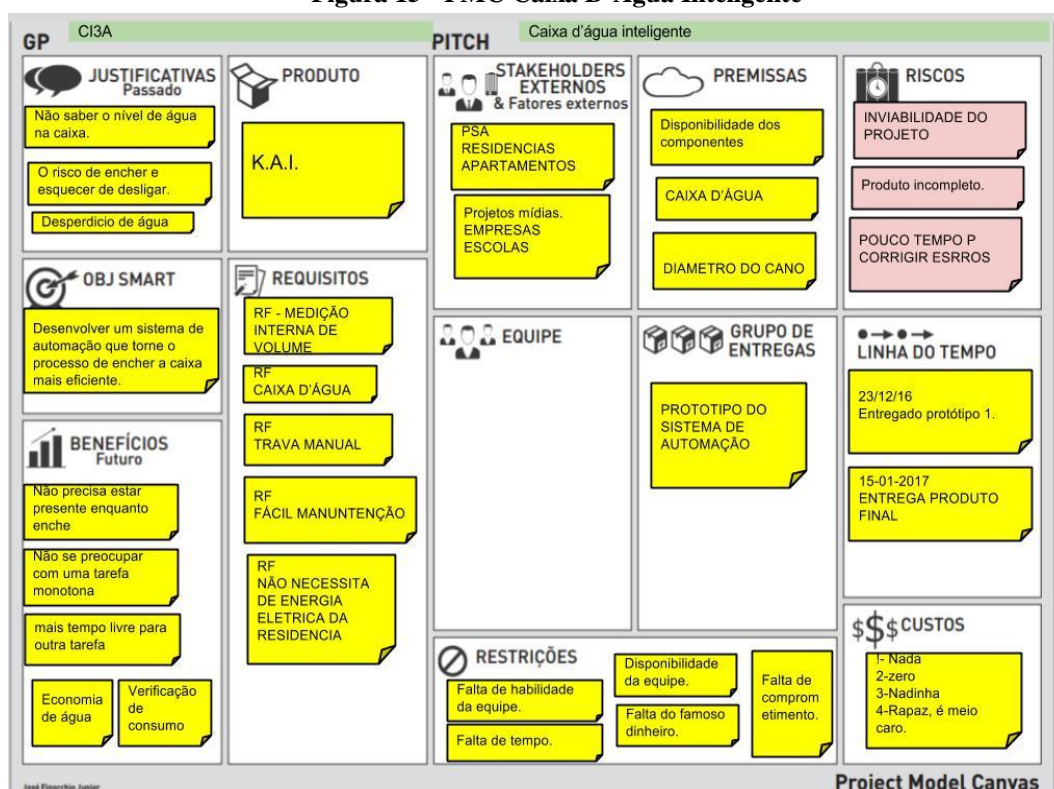 GP
CI3A
PITCH
Caixa d'água inteligente
JUSTIFICATIVAS
Passado
Não saber o nível de água
na caixa.
O risco de encher e
esquecer de desligar.
Desperdicio de água
PRODUTO
K.A.I.
STAKEHOLDERS
EXTERNOS
& Fatores externos
PSA
RESIDENCIAS
APARTAMENTOS
Projetos mídias.
EMPRESAS
ESCOLAS
PREMISSAS
Disponibilidade dos
componentes
CAIXA D'ÁGUA
DIAMETRO DO CANO
RISCOS
INVIABILIDADE DO
PROJETO
Produto incompleto.
POUCO TEMPO P
CORRIGIR ESRROS
OBJ SMART
Desenvolver um sistema de
automação que torne o
processo de encher a caixa
mais eficiente.
REQUISITOS
RF - MEDIÇÃO
INTERNA DE
VOLUME
RF
CAIXA D'ÁGUA
RF
TRAVA MANUAL
RF
FÁCIL MANUNTENÇÃO
RF
NÃO NECESSITA
DE ENERGIA
ELETRICA DA
RESIDENCIA
EQUIPE
GRUPO DE
ENTREGAS
PROTOTIPO DO
SISTEMA DE
AUTOMAÇÃO
LINHA DO TEMPO
23/12/16
Entregado protótipo 1.
15-01-2017
ENTREGA PRODUTO
FINAL
BENEFÍCIOS
Futuro
Não precisa estar
presente enquanto
enche
Não se preocupar
com uma tarefa
monotona
mais tempo livre para
outra tarefa
Economia
de água
Verificação
de
consumo
RESTRIÇÕES
Falta de habilidade
da equipe.
Falta de tempo.
Disponibilidade
da equipe.
Falta do famoso
dinheiro.
Falta de
comprom
etimento.
$$$ CUSTOS
!- Nada
2-zero
3-Nadinha
4-Rapaz, é meio
caro.
José Finocchio Junior
Project Model Canvas